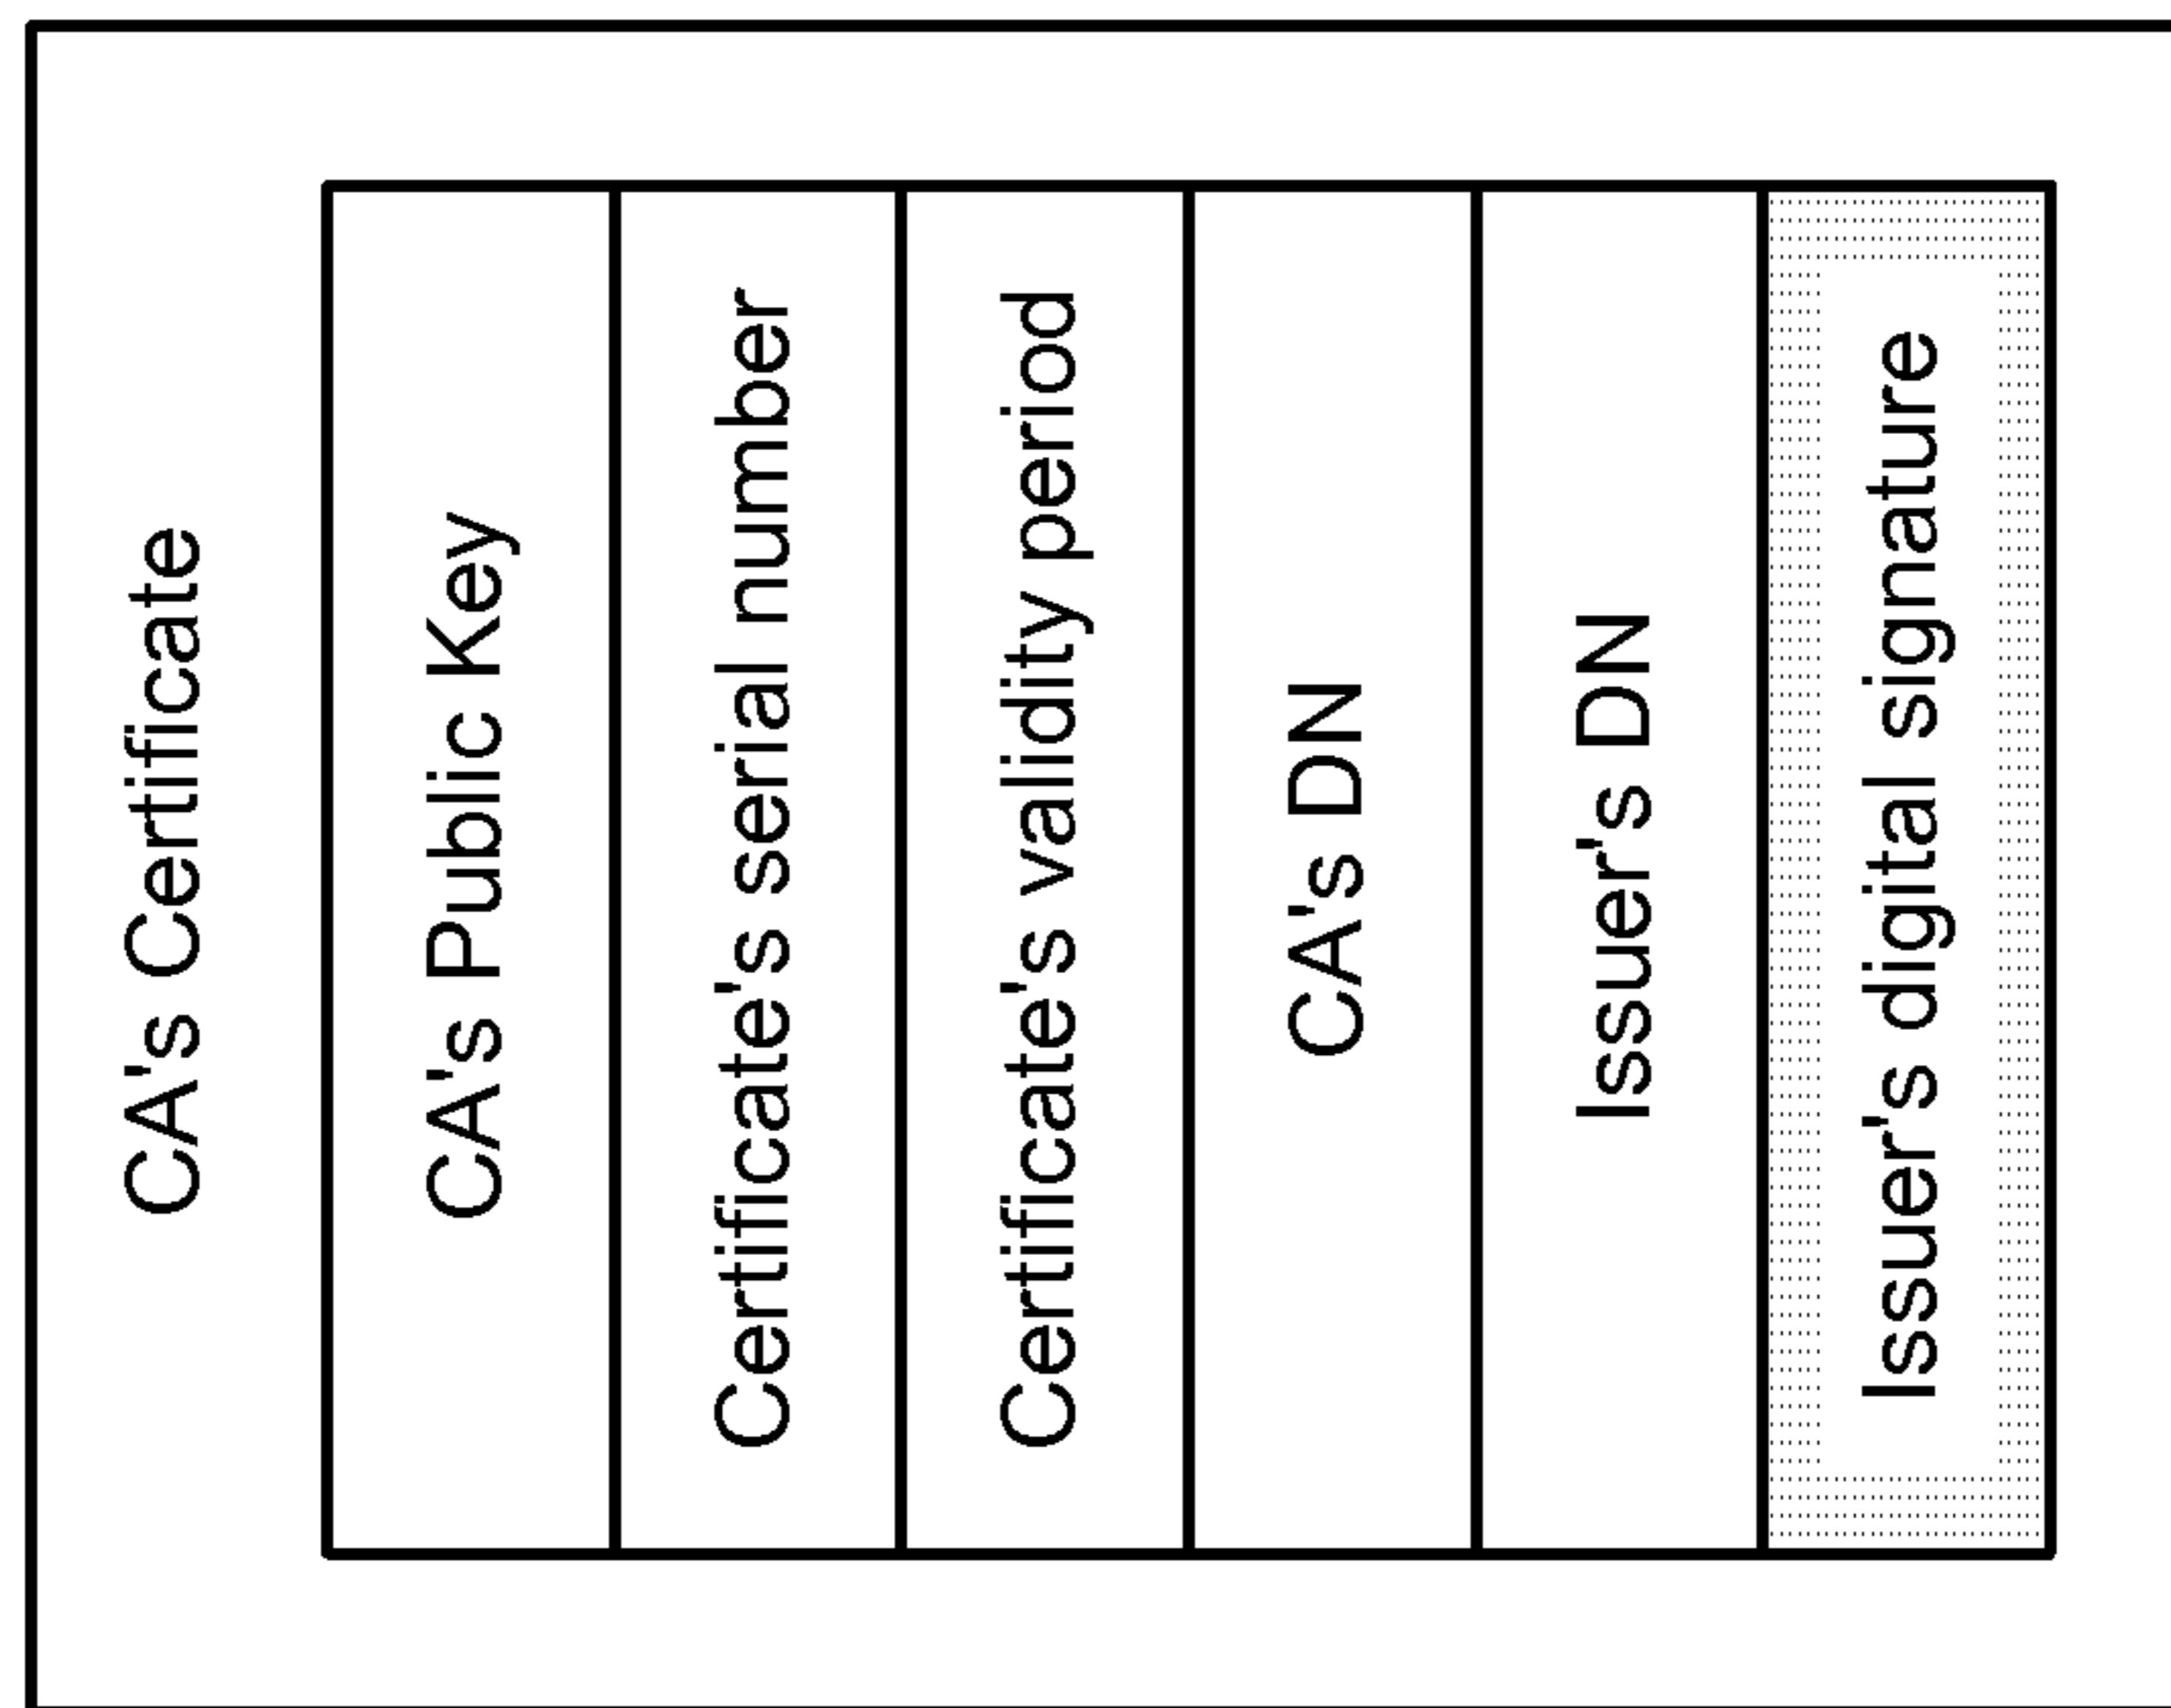 CA's Certificate
CA's Public Key
Certificate's serial number
Certificate's validity period
CA's DN
Issuer's DN
Issuer's digital signature